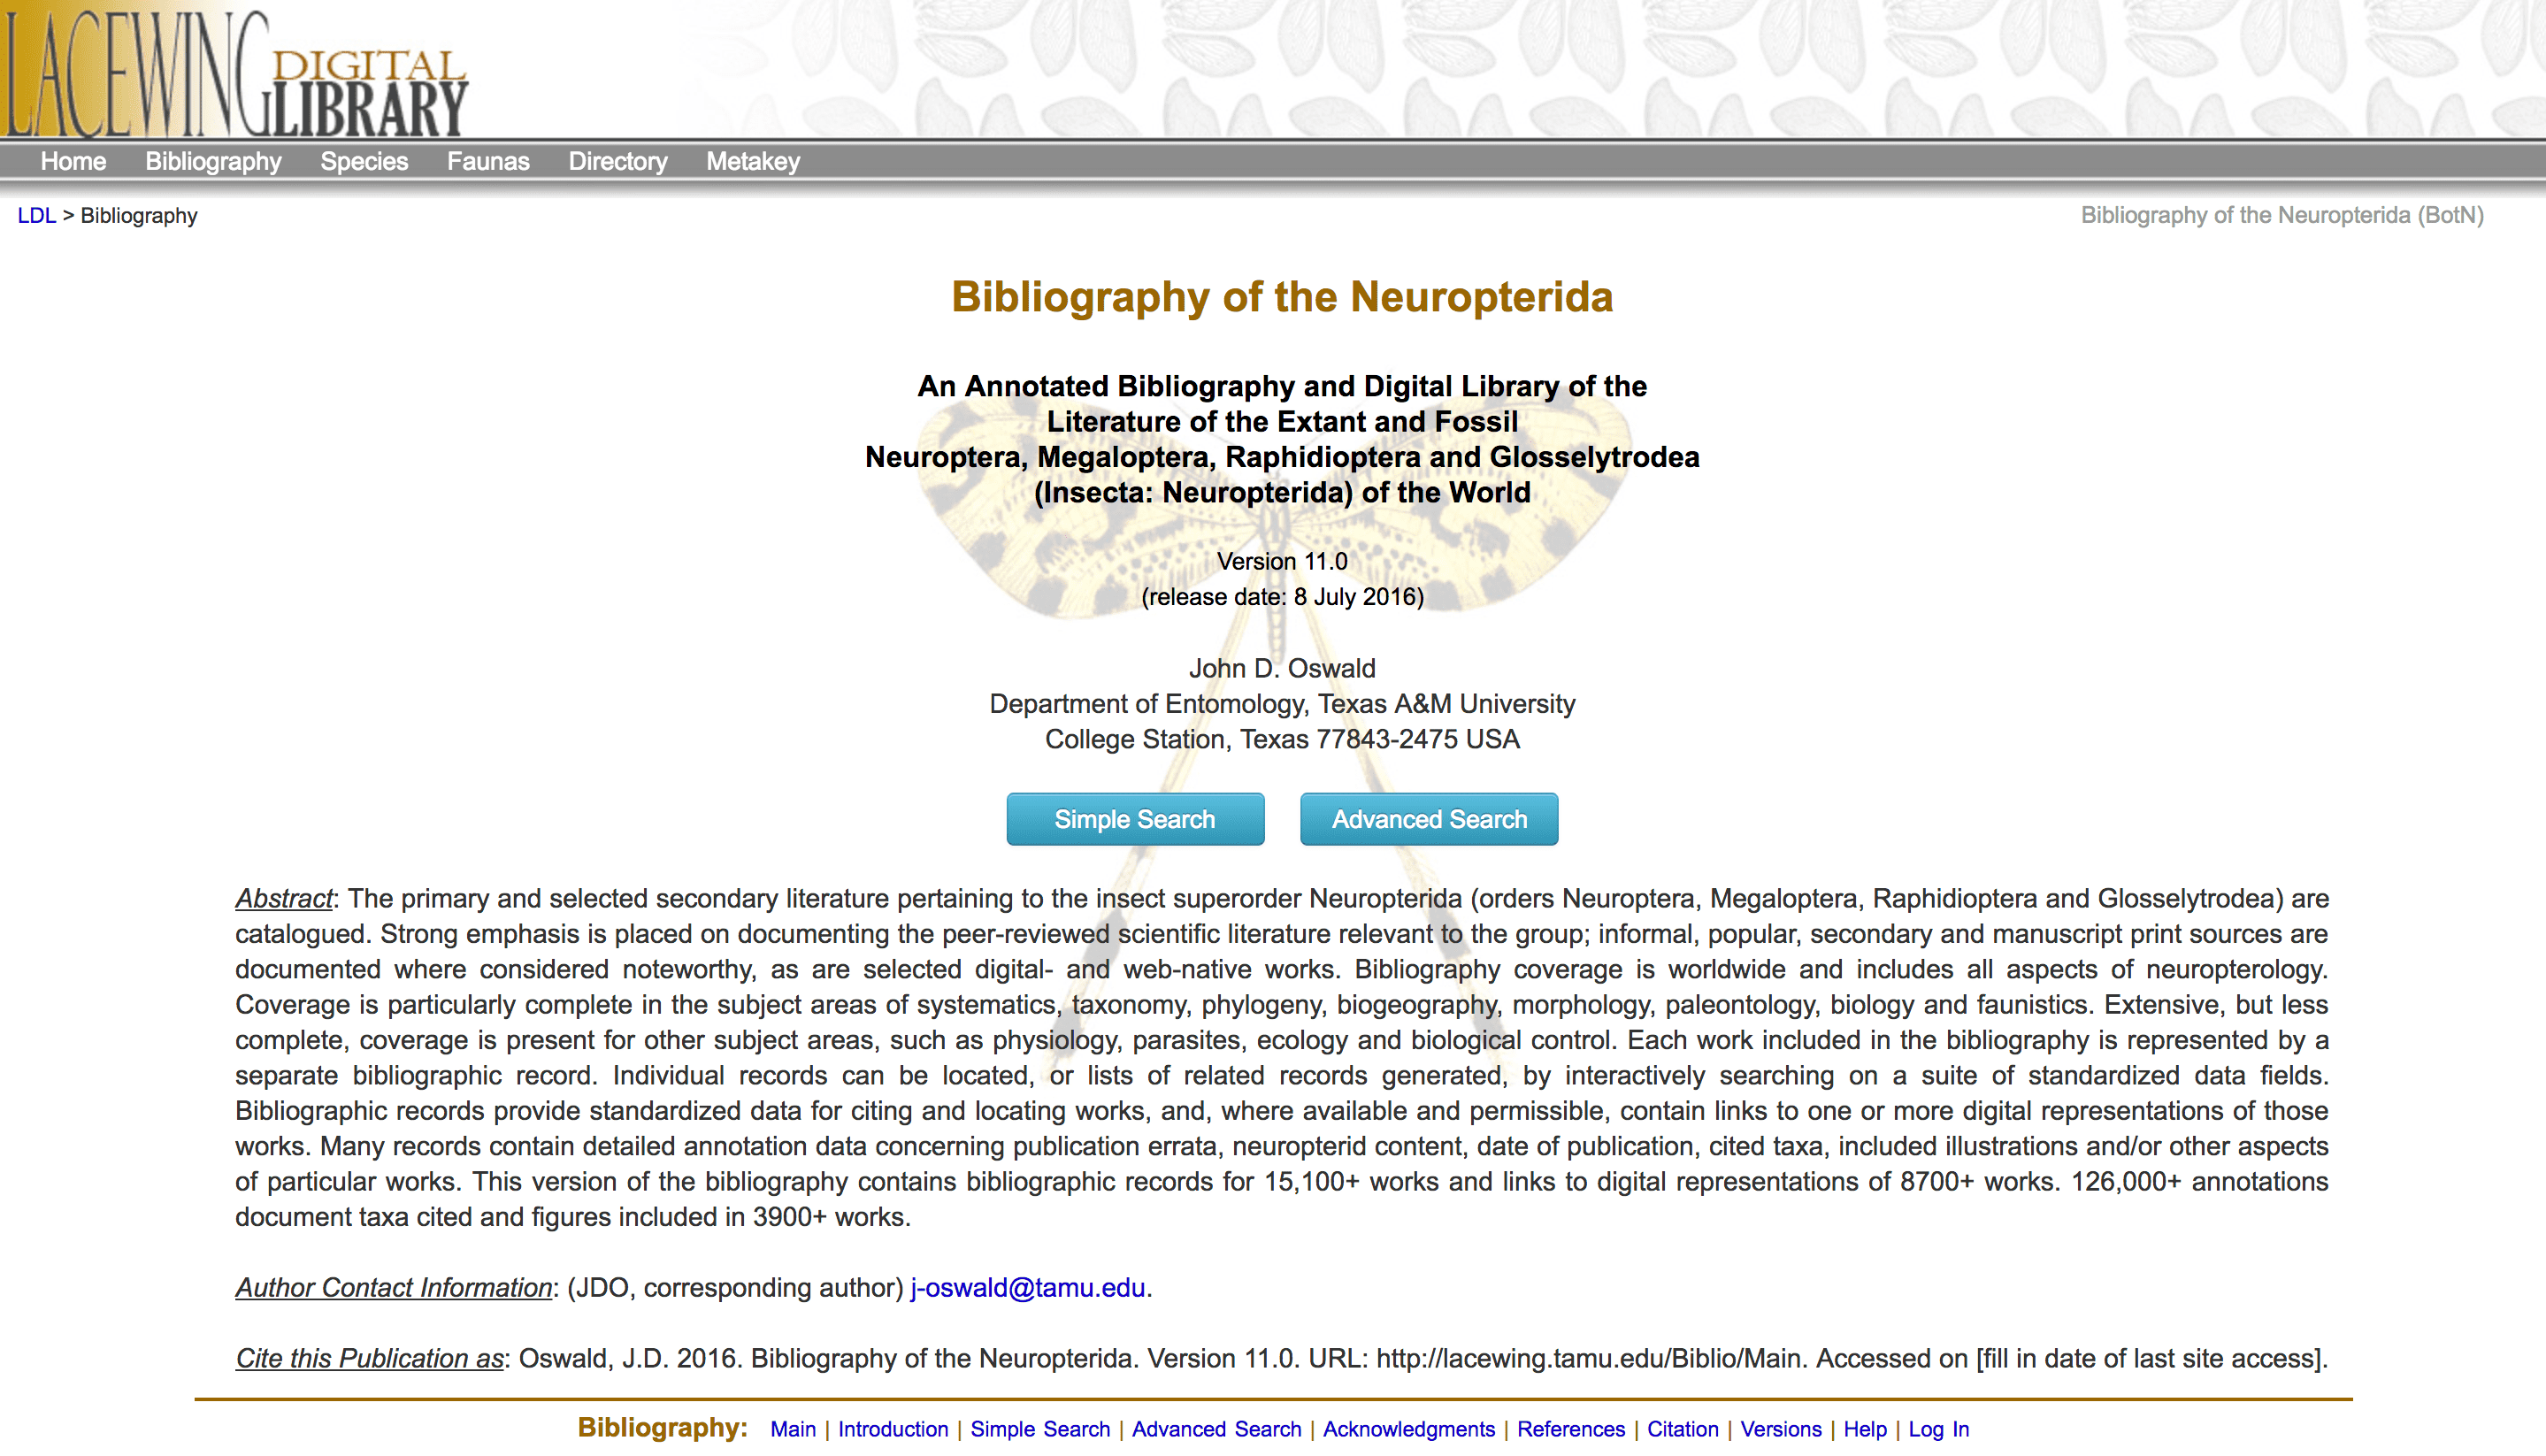 LACEWING DIGITAL LIBRARY
Home Bibliography Species Faunas Directory Metakey
LDL > Bibliography
Bibliography of the Neuropterida (BotN)
Bibliography of the Neuropterida
An Annotated Bibliography and Digital Library of the
Literature of the Extant and Fossil
Neuroptera, Megaloptera, Raphidioptera and Glosselytrodea
(Insecta: Neuropterida) of the World
Version 11.0
(release date: 8 July 2016)
John D. Oswald
Department of Entomology, Texas A&M University
College Station, Texas 77843-2475 USA
Simple Search Advanced Search
Abstract: The primary and selected secondary literature pertaining to the insect superorder Neuropterida (orders Neuroptera, Megaloptera, Raphidioptera and Glosselytrodea) are
catalogued. Strong emphasis is placed on documenting the peer-reviewed scientific literature relevant to the group; informal, popular, secondary and manuscript print sources are
documented where considered noteworthy, as are selected digital- and web-native works. Bibliography coverage is worldwide and includes all aspects of neuropterology.
Coverage is particularly complete in the subject areas of systematics, taxonomy, phylogeny, biogeography, morphology, paleontology, biology and faunistics. Extensive, but less
complete, coverage is present for other subject areas, such as physiology, parasites, ecology and biological control. Each work included in the bibliography is represented by a
separate bibliographic record. Individual records can be located, or lists of related records generated, by interactively searching on a suite of standardized data fields.
Bibliographic records provide standardized data for citing and locating works, and, where available and permissible, contain links to one or more digital representations of those
works. Many records contain detailed annotation data concerning publication errata, neuropterid content, date of publication, cited taxa, included illustrations and/or other aspects
of particular works. This version of the bibliography contains bibliographic records for 15,100+ works and links to digital representations of 8700+ works. 126,000+ annotations
document taxa cited and figures included in 3900+ works.
Author Contact Information: (JDO, corresponding author) j-oswald@tamu.edu.
Cite this Publication as: Oswald, J.D. 2016. Bibliography of the Neuropterida. Version 11.0. URL: http://lacewing.tamu.edu/Biblio/Main. Accessed on [fill in date of last site access].
Bibliography: Main | Introduction | Simple Search | Advanced Search | Acknowledgments | References | Citation | Versions | Help | Log In